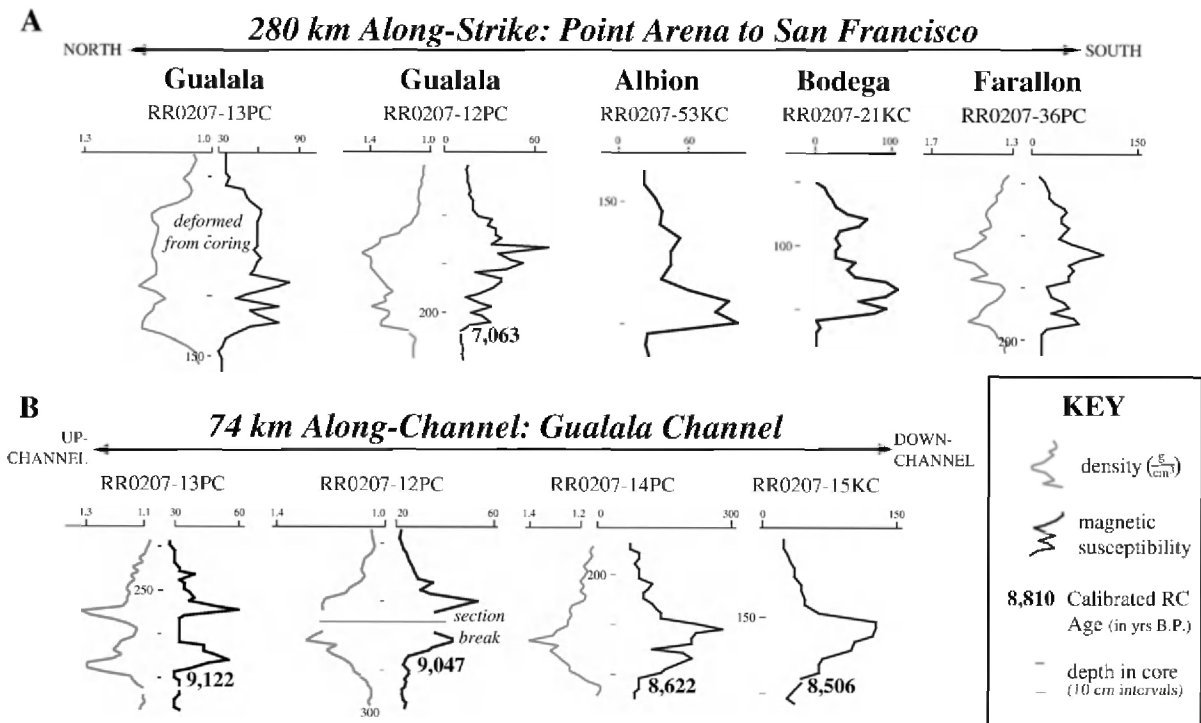 A
280 km Along-Strike: Point Arena to San Francisco
NORTH
SOUTH
Gualala Gualala Albion Bodega Farallon
RR0207-13PC RR0207-12PC RR0207-53KC RR0207-21KC RR0207-36PC
1.3 1.0 30 90 1.4 1.0 0 60 0 60 0 100 1.7 1.3 0 150
150
deformed
from coring
100
200
7,063
150
200
B
74 km Along-Channel: Gualala Channel
UP-
CHANNEL
DOWN-
CHANNEL
RR0207-13PC RR0207-12PC RR0207-14PC RR0207-15KC
1.3 1.1 30 60 1.4 1.0 20 60 1.4 1.2 0 300 0 150
250
200
150
section
break
9,122
9,047
8,622
8,506
300
KEY
density (g/cm³)
magnetic
susceptibility
8,810 Calibrated RC
Age (in yrs B.P.)
depth in core
(10 cm intervals)